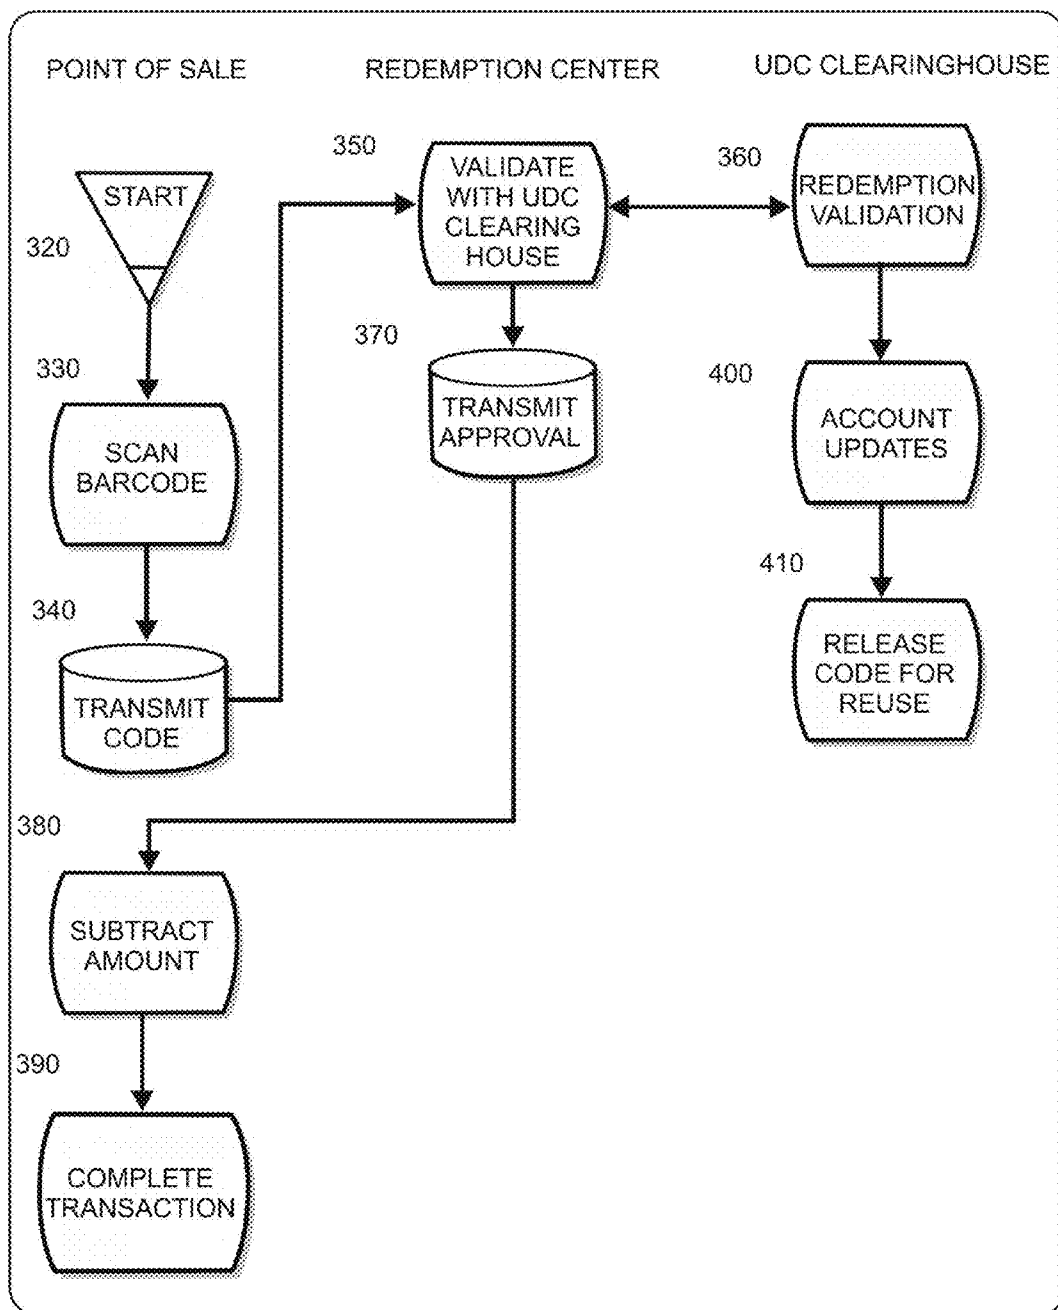 POINT OF SALE
REDEMPTION CENTER
UDC CLEARINGHOUSE
START
320
330
SCAN
BARCODE
340
TRANSMIT
CODE
350
VALIDATE
WITH UDC
CLEARING
HOUSE
360
REDEMPTION
VALIDATION
370
TRANSMIT
APPROVAL
380
SUBTRACT
AMOUNT
390
COMPLETE
TRANSACTION
400
ACCOUNT
UPDATES
410
RELEASE
CODE FOR
REUSE